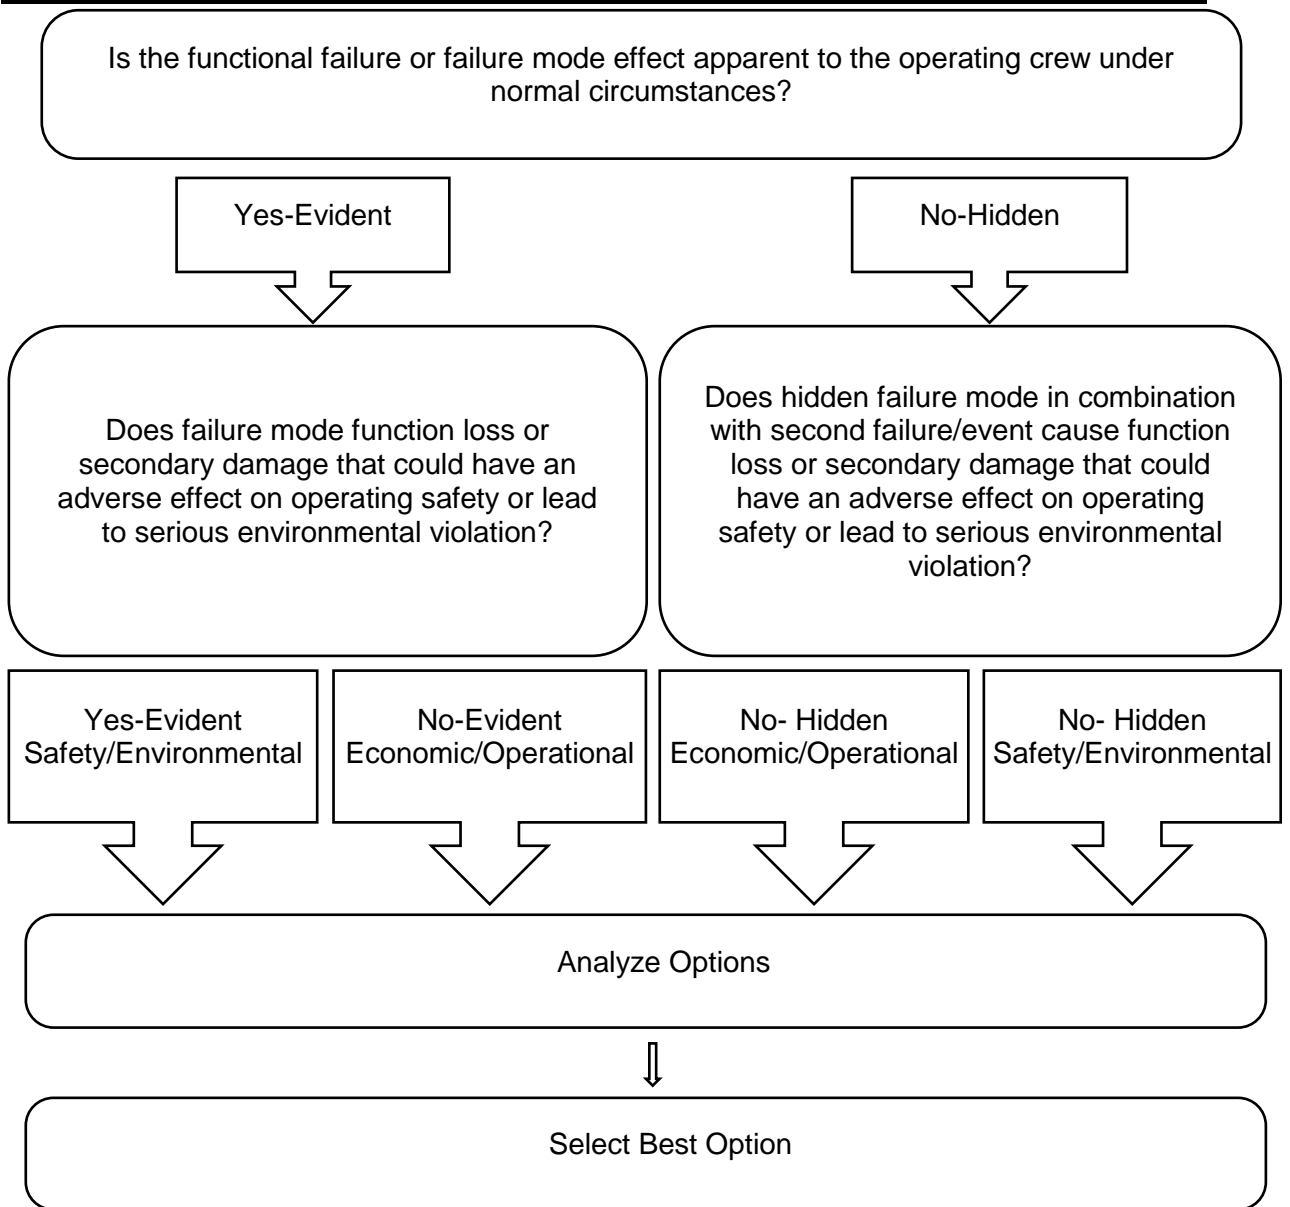 Is the functional failure or failure mode effect apparent to the operating crew under
normal circumstances?
Yes-Evident
No-Hidden
Does failure mode function loss or
secondary damage that could have an
adverse effect on operating safety or lead
to serious environmental violation?
Does hidden failure mode in combination
with second failure/event cause function
loss or secondary damage that could
have an adverse effect on operating
safety or lead to serious environmental
violation?
Yes-Evident
Safety/Environmental
No-Evident
Economic/Operational
No- Hidden
Economic/Operational
No- Hidden
Safety/Environmental
Analyze Options
Select Best Option